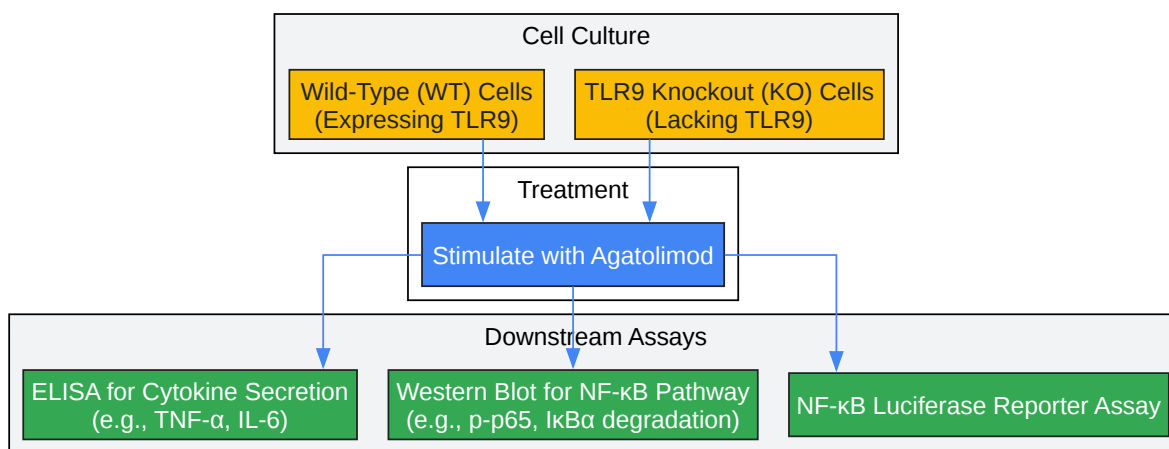 Cell Culture
Wild-Type (WT) Cells
(Expressing TLR9)
TLR9 Knockout (KO) Cells
(Lacking TLR9)
Treatment
Stimulate with Agatolimod
Downstream Assays
ELISA for Cytokine Secretion
(e.g., TNF-α, IL-6)
Western Blot for NF-κB Pathway
(e.g., p-p65, IκBα degradation)
NF-κB Luciferase Reporter Assay